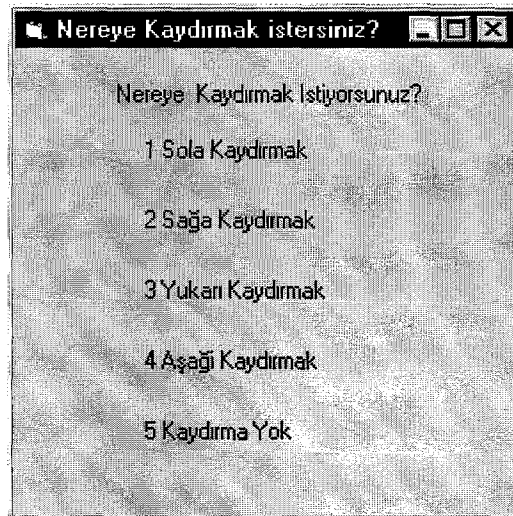 Nereye Kaydırmak istersiniz?
Nereye Kaydırmak Istiyorsunuz?
1 Sola Kaydırmak
2 Sağa Kaydırmak
3 Yukarı Kaydırmak
4 Aşaği Kaydırmak
5 Kaydırma Yok